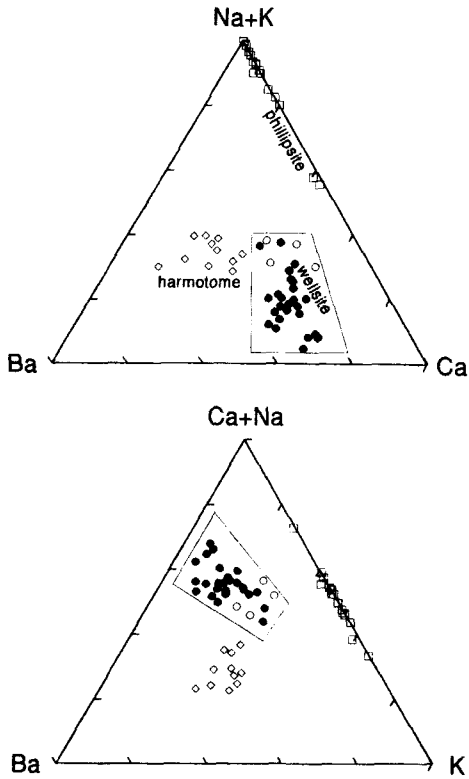 Na+K
phillipsite
harmotome
wellsite
Ba
Ca
Ca+Na
Ba
K